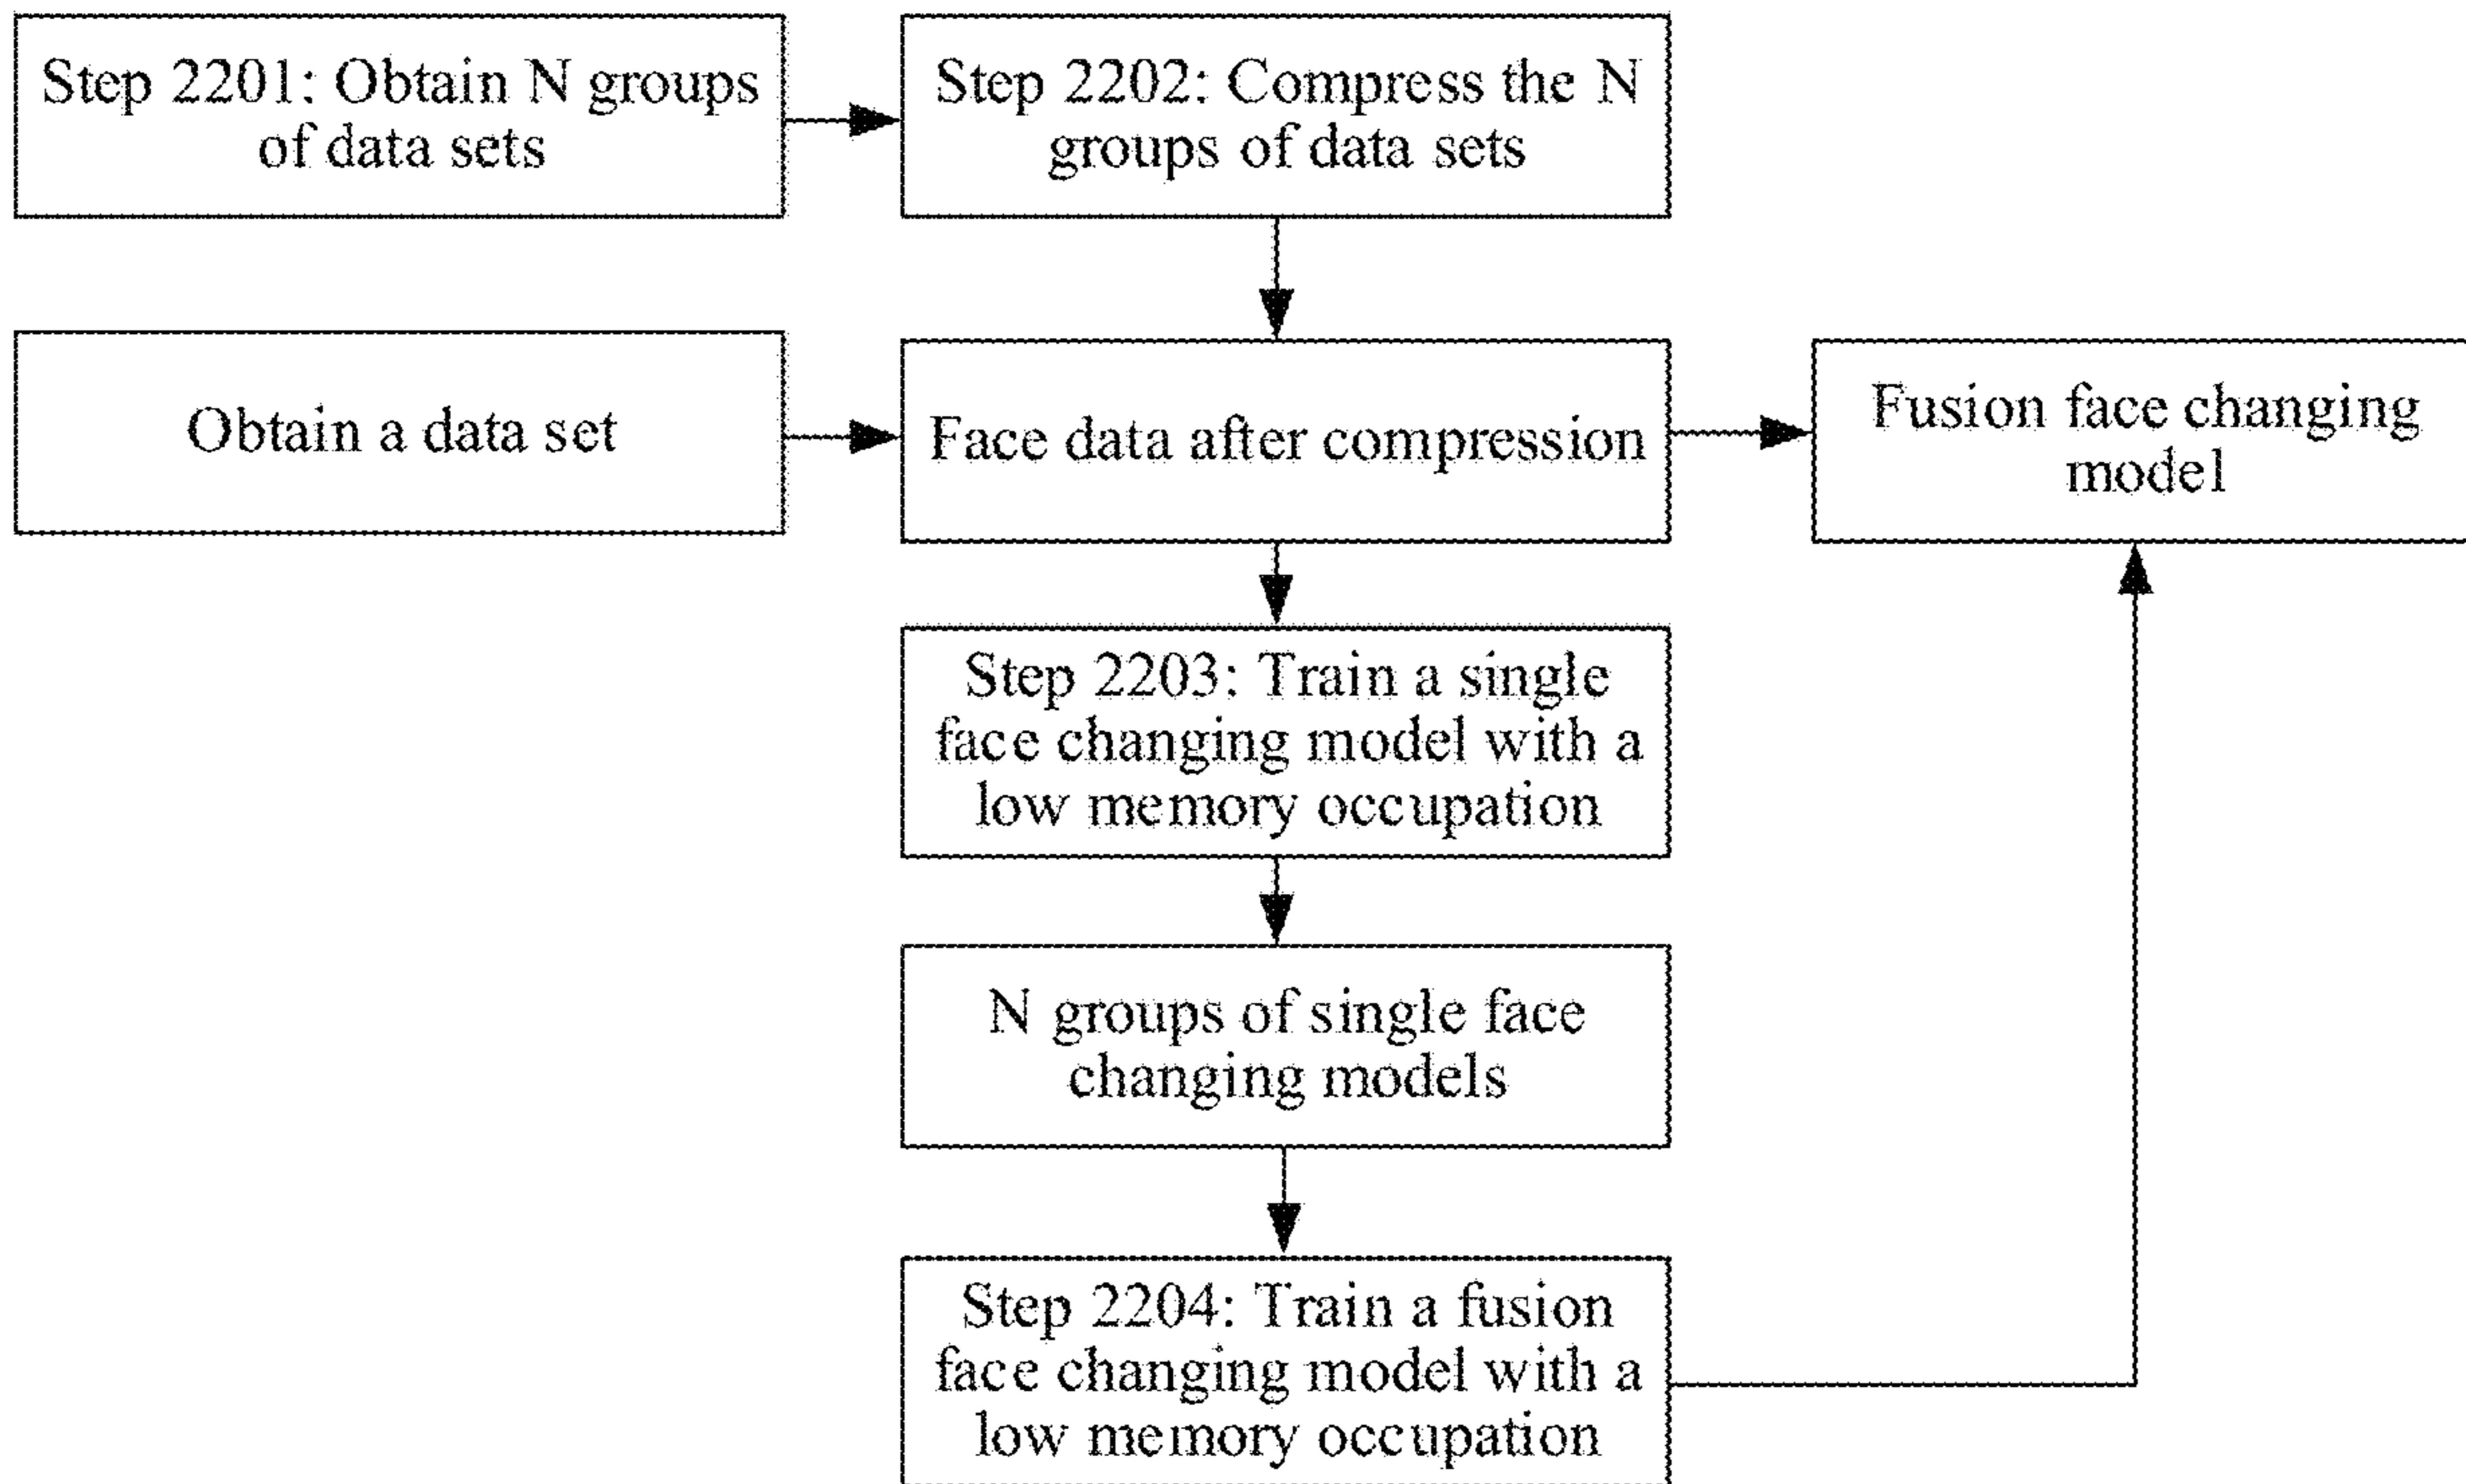 Step 2201: Obtain N groups
of data sets
Step 2202: Compress the N
groups of data sets
Obtain a data set
Face data after compression
Fusion face changing
model
Step 2203: Train a single
face changing model with a
low memory occupation
N groups of single face
changing models
Step 2204: Train a fusion
face changing model with a
low memory occupation